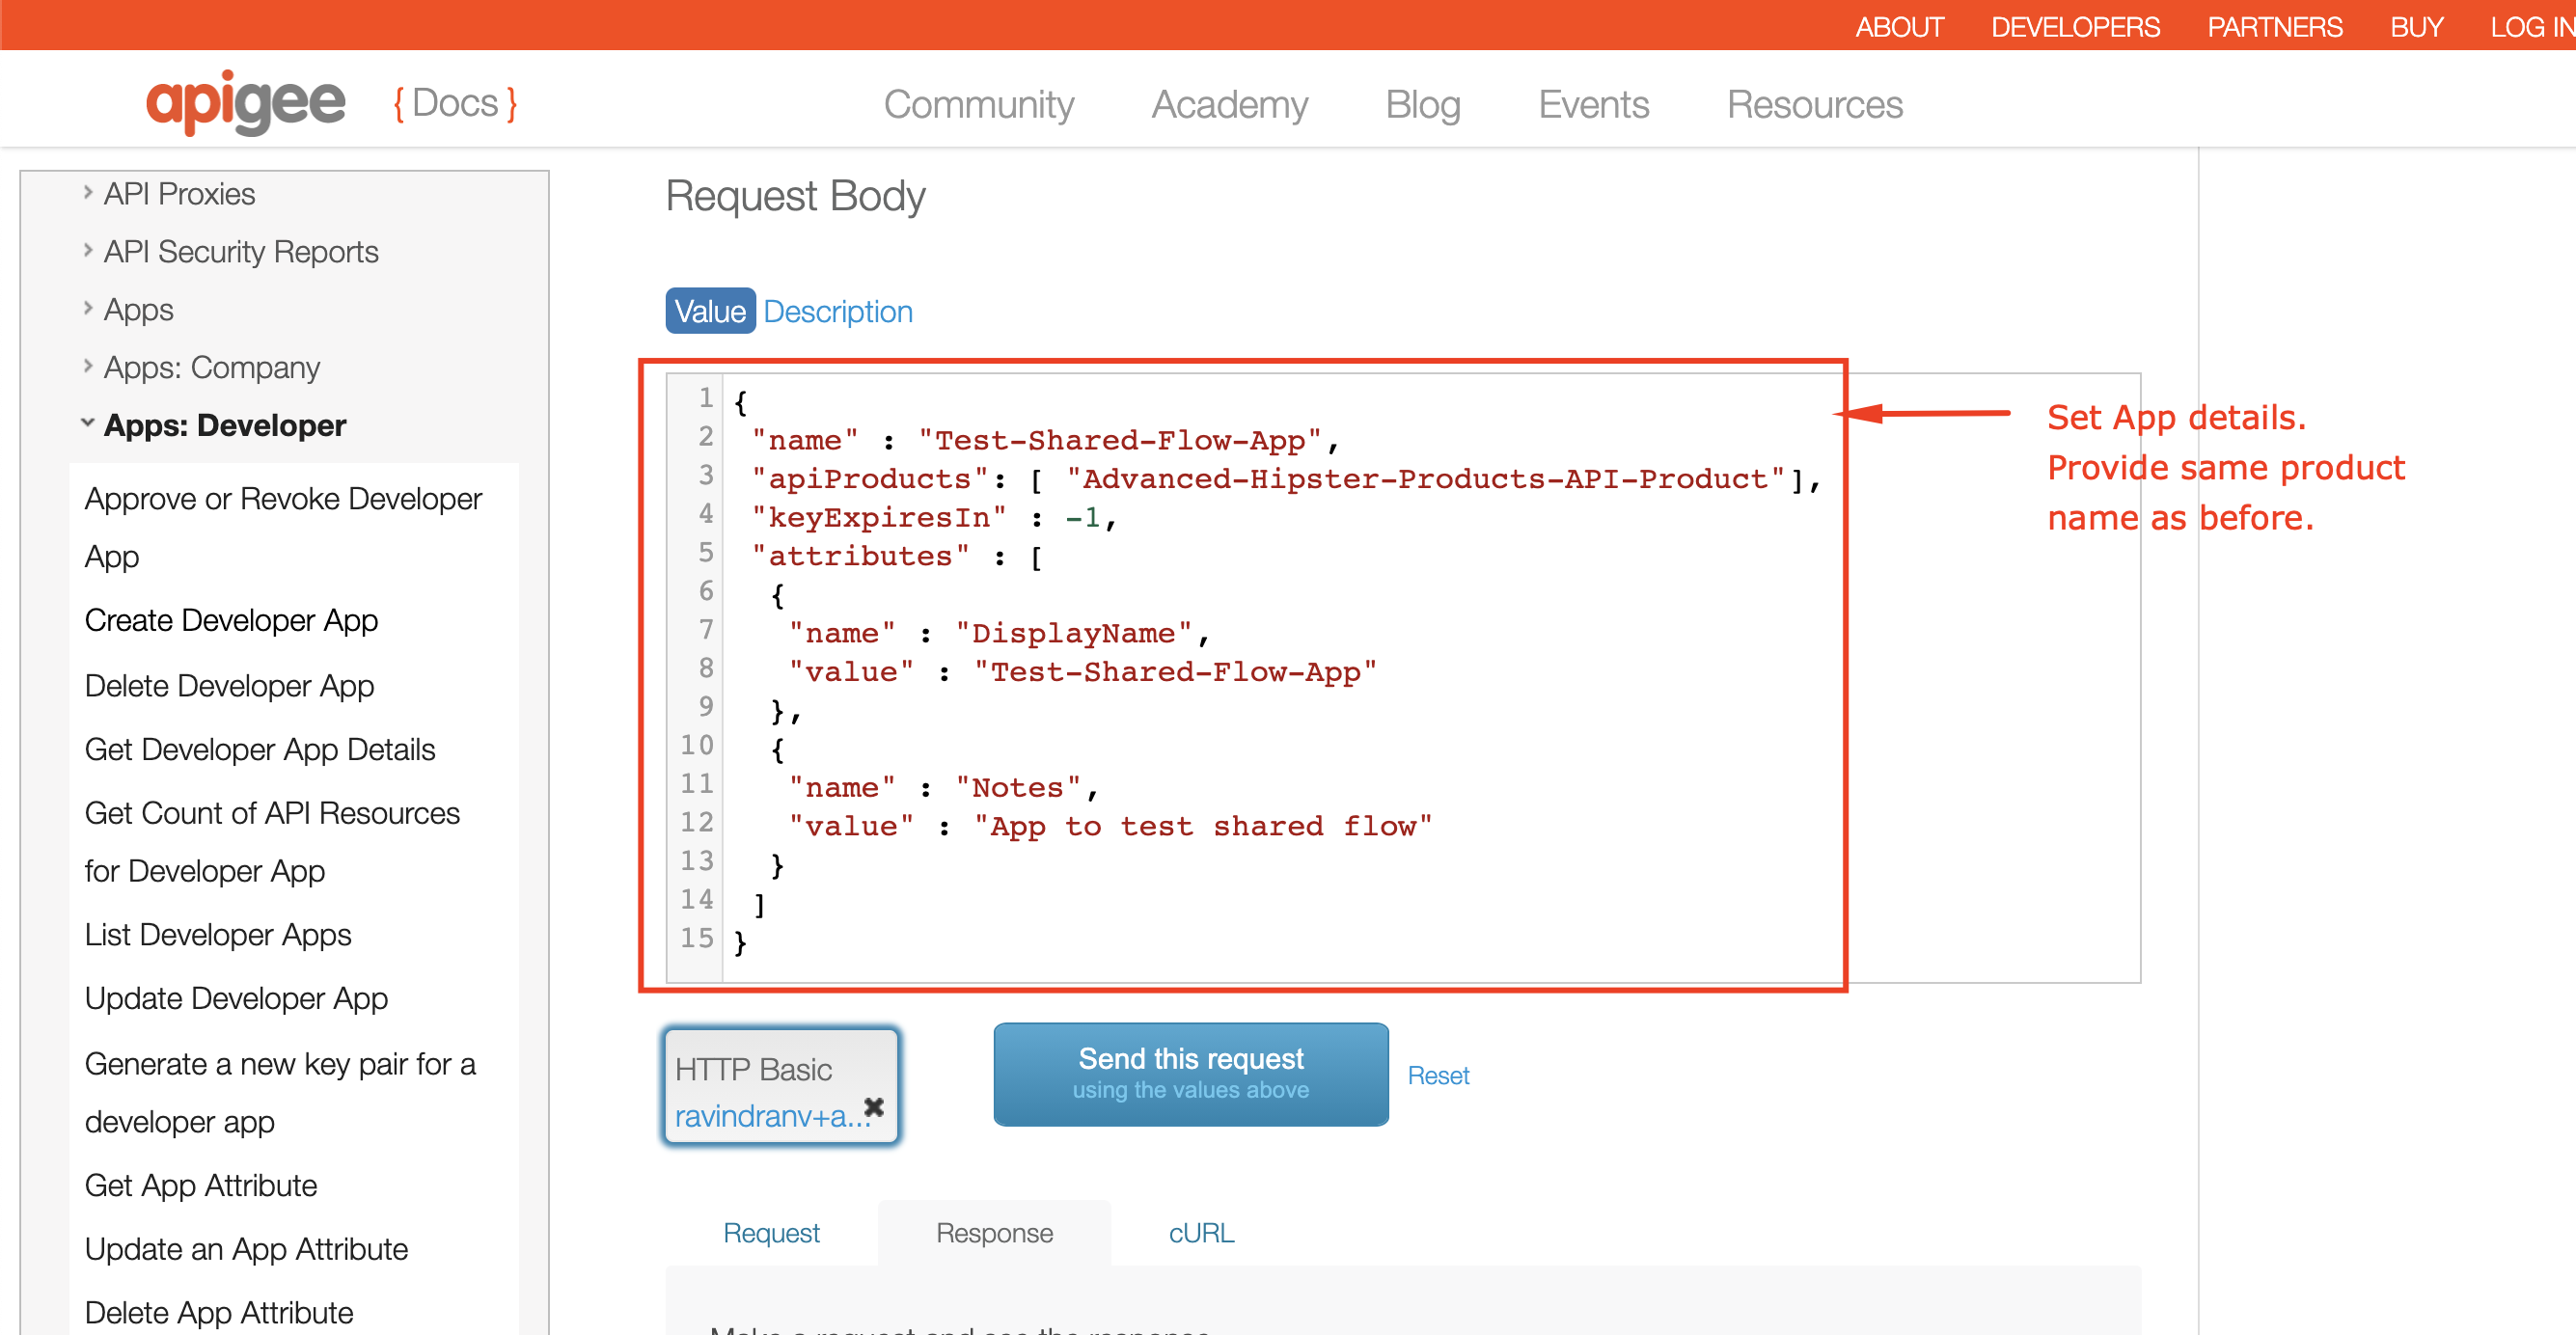 ABOUT DEVELOPERS PARTNERS BUY LOG IN
apigee { Docs } Community Academy Blog Events Resources
API Proxies
API Security Reports
Apps
Apps: Company
Apps: Developer
Approve or Revoke Developer
App
Create Developer App
Delete Developer App
Get Developer App Details
Get Count of API Resources
for Developer App
List Developer Apps
Update Developer App
Generate a new key pair for a
developer app
Get App Attribute
Update an App Attribute
Delete App Attribute
Request Body
Value Description
1 {
2 "name" : "Test-Shared-Flow-App",
3 "apiProducts": [ "Advanced-Hipster-Products-API-Product"],
4 "keyExpiresIn" : -1,
5 "attributes" : [
6 {
7 "name" : "DisplayName",
8 "value" : "Test-Shared-Flow-App"
9 },
10 {
11 "name" : "Notes",
12 "value" : "App to test shared flow"
13 }
14 ]
15 }
Set App details.
Provide same product
name as before.
HTTP Basic
ravindranv+a...
Send this request
using the values above
Reset
Request Response cURL
Make a request and see the response